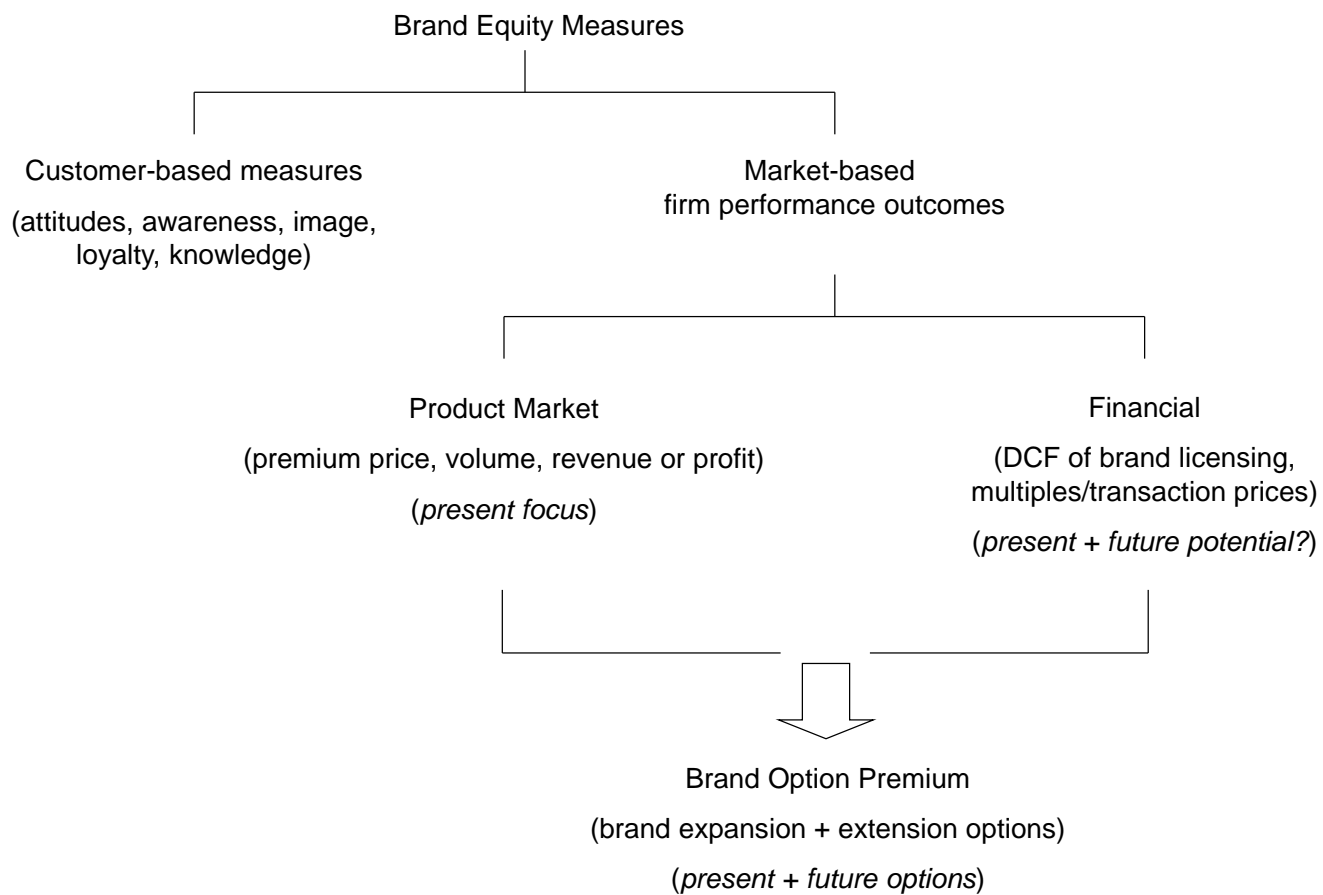 Brand Equity Measures
Customer-based measures
(attitudes, awareness, image,
loyalty, knowledge)
Market-based
firm performance outcomes
Product Market
(premium price, volume, revenue or profit)
(present focus)
Financial
(DCF of brand licensing,
multiples/transaction prices)
(present + future potential?)
Brand Option Premium
(brand expansion + extension options)
(present + future options)